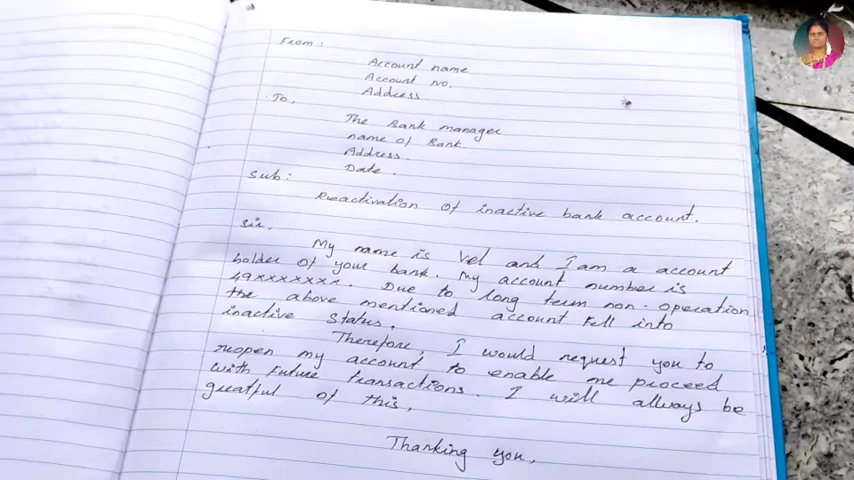 From:
Account name
Account no.
Address
To,
The Bank manager
name of Bank.
Address.
Date.
Sub:
Reactivation of inactive bank account.
Sir,
My name is Vel and I am a account
holder of your bank. My account number is
49xxxxxxx. Due to long term non-operation
the above mentioned account fell into
inactive status.
Therefore, I would request you to
reopen my account to enable me proceed
with future transactions. I will allways be
greatful of this.
Thanking you,